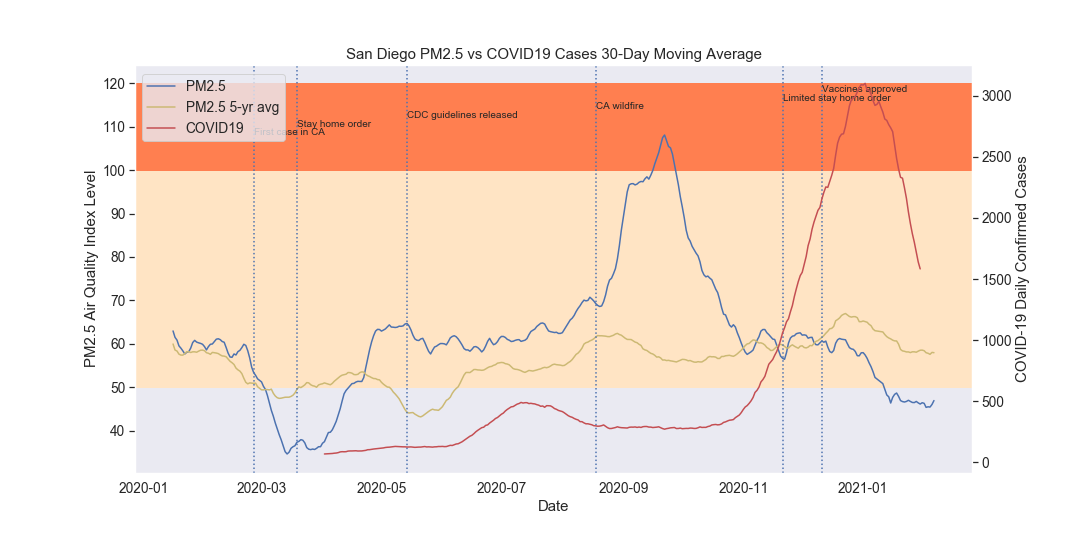 San Diego PM2.5 vs COVID19 Cases 30-Day Moving Average
PM2.5
PM2.5 5-yr avg
COVID19
First case in CA
Stay home order
CDC guidelines released
CA wildfire
Vaccines approved
Limited stay home order
PM2.5 Air Quality Index Level
120
110
100
90
80
70
60
50
40
COVID-19 Daily Confirmed Cases
3000
2500
2000
1500
1000
500
0
2020-01 2020-03 2020-05 2020-07 2020-09 2020-11 2021-01
Date